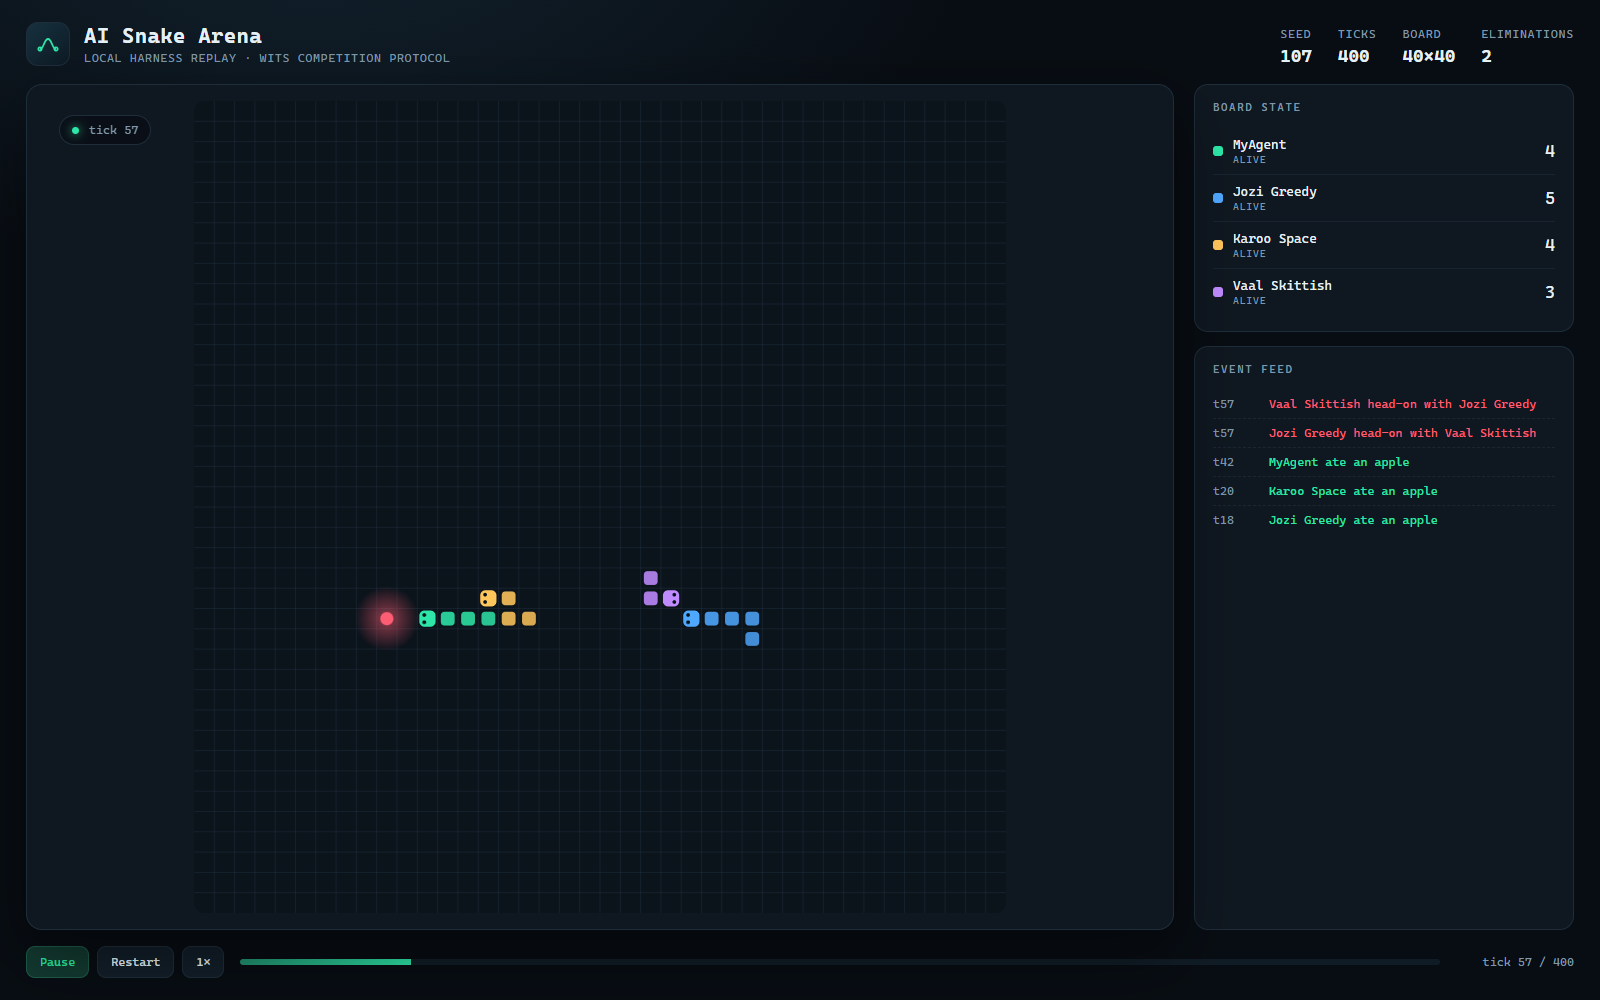 AI Snake Arena
LOCAL HARNESS REPLAY · WITS COMPETITION PROTOCOL
SEED TICKS BOARD ELIMINATIONS
107 400 40×40 2
tick 57
BOARD STATE
MyAgent 4
ALIVE
Jozi Greedy 5
ALIVE
Karoo Space 4
ALIVE
Vaal Skittish 3
ALIVE
EVENT FEED
t57 Vaal Skittish head-on with Jozi Greedy
t57 Jozi Greedy head-on with Vaal Skittish
t42 MyAgent ate an apple
t20 Karoo Space ate an apple
t18 Jozi Greedy ate an apple
Pause Restart 1× tick 57 / 400